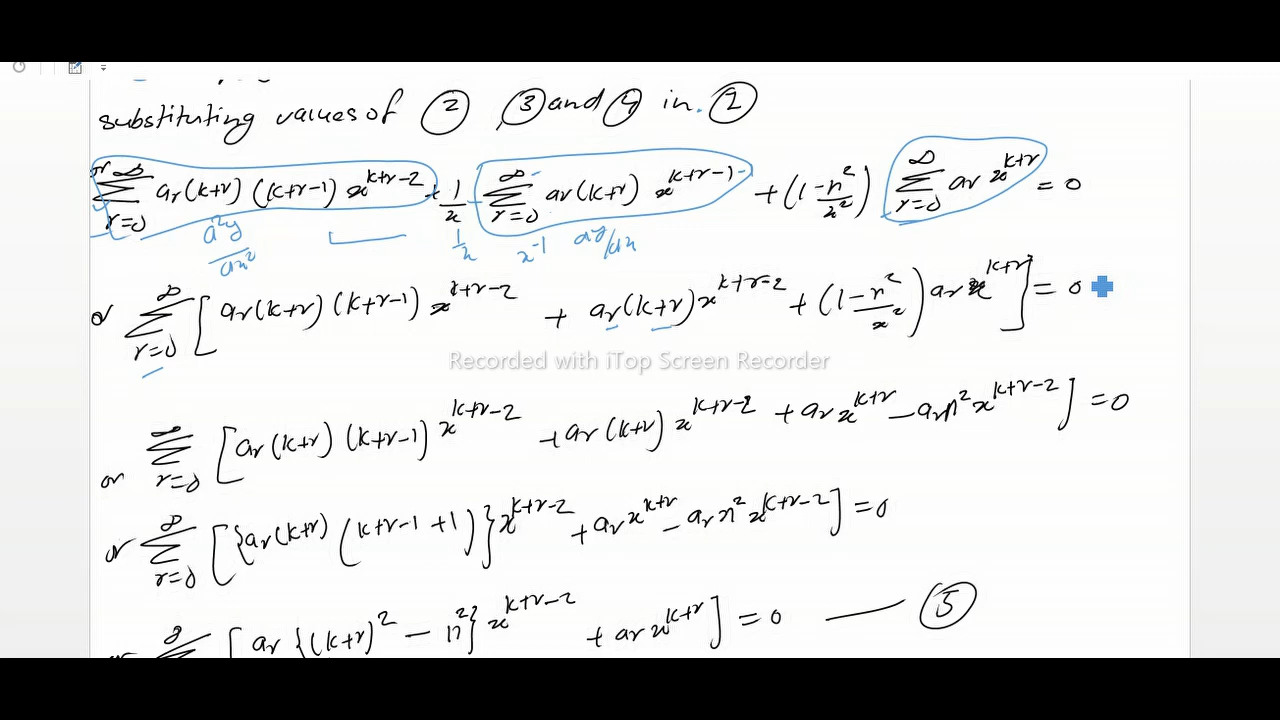 substituting values of ② ③ and ④ in. ①
∞∑r=0 ar(k+r)(k+r-1) x^k+r-2 + 1/x ∞∑r=0 ar(k+r) x^k+r-1 + (1-n²/x²) ∞∑r=0 ar x^k+r = 0
d²y/dx² 1/x x^-1 dy/dx
or ∞∑r=0 [ar(k+r)(k+r-1) x^k+r-2 + ar(k+r)x^k+r-2 + (1-n²/x²) ar x^k+r] = 0
Recorded with iTop Screen Recorder
or ∞∑r=0 [ar(k+r)(k+r-1) x^k+r-2 + ar(k+r) x^k+r-2 + ar x^k+r - ar n² x^k+r-2] = 0
or ∞∑r=0 [{ar(k+r)(k+r-1+1)} x^k+r-2 + ar x^k+r - ar n² x^k+r-2] = 0
∞∑ [ar {(k+r)² - n²} x^k+r-2 + ar x^k+r] = 0 — ⑤